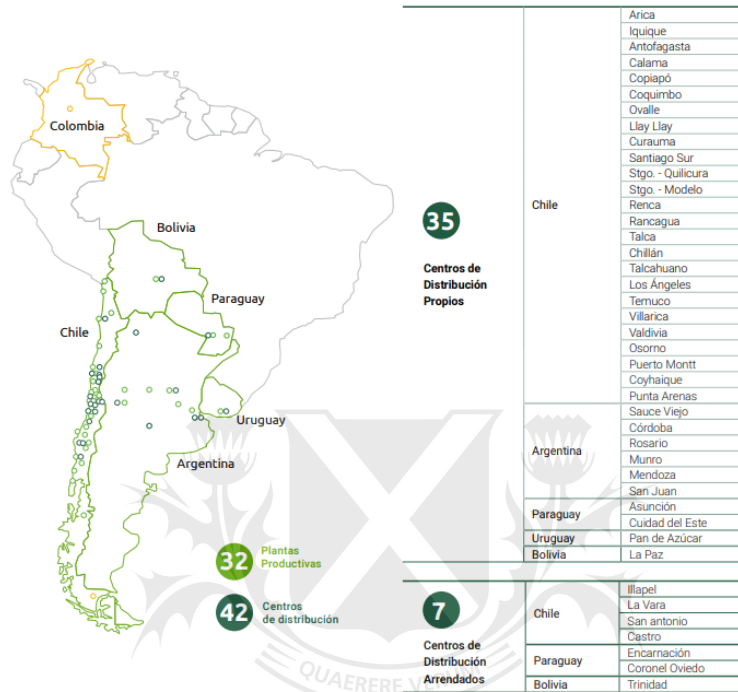 Colombia
Bolivia
Paraguay
Chile
Uruguay
Argentina
32 Plantas
Productivas
42 Centros
de distribución
35
Centros de
Distribución
Propios
Chile
Arica
Iquique
Antofagasta
Calama
Copiapó
Coquimbo
Ovalle
Llay Llay
Curauma
Santiago Sur
Stgo. - Quilicura
Stgo. - Modelo
Renca
Rancagua
Talca
Chillán
Talcahuano
Los Ángeles
Temuco
Villarica
Valdivia
Osorno
Puerto Montt
Coyhaique
Punta Arenas
Argentina
Sauce Viejo
Córdoba
Rosario
Munro
Mendoza
San Juan
Paraguay
Asunción
Cuidad del Este
Uruguay
Pan de Azúcar
Bolivia
La Paz
7
Centros de
Distribución
Arrendados
Chile
Illapel
La Vara
San antonio
Castro
Paraguay
Encarnación
Coronel Oviedo
Bolivia
Trinidad
QUAERERE VERUM